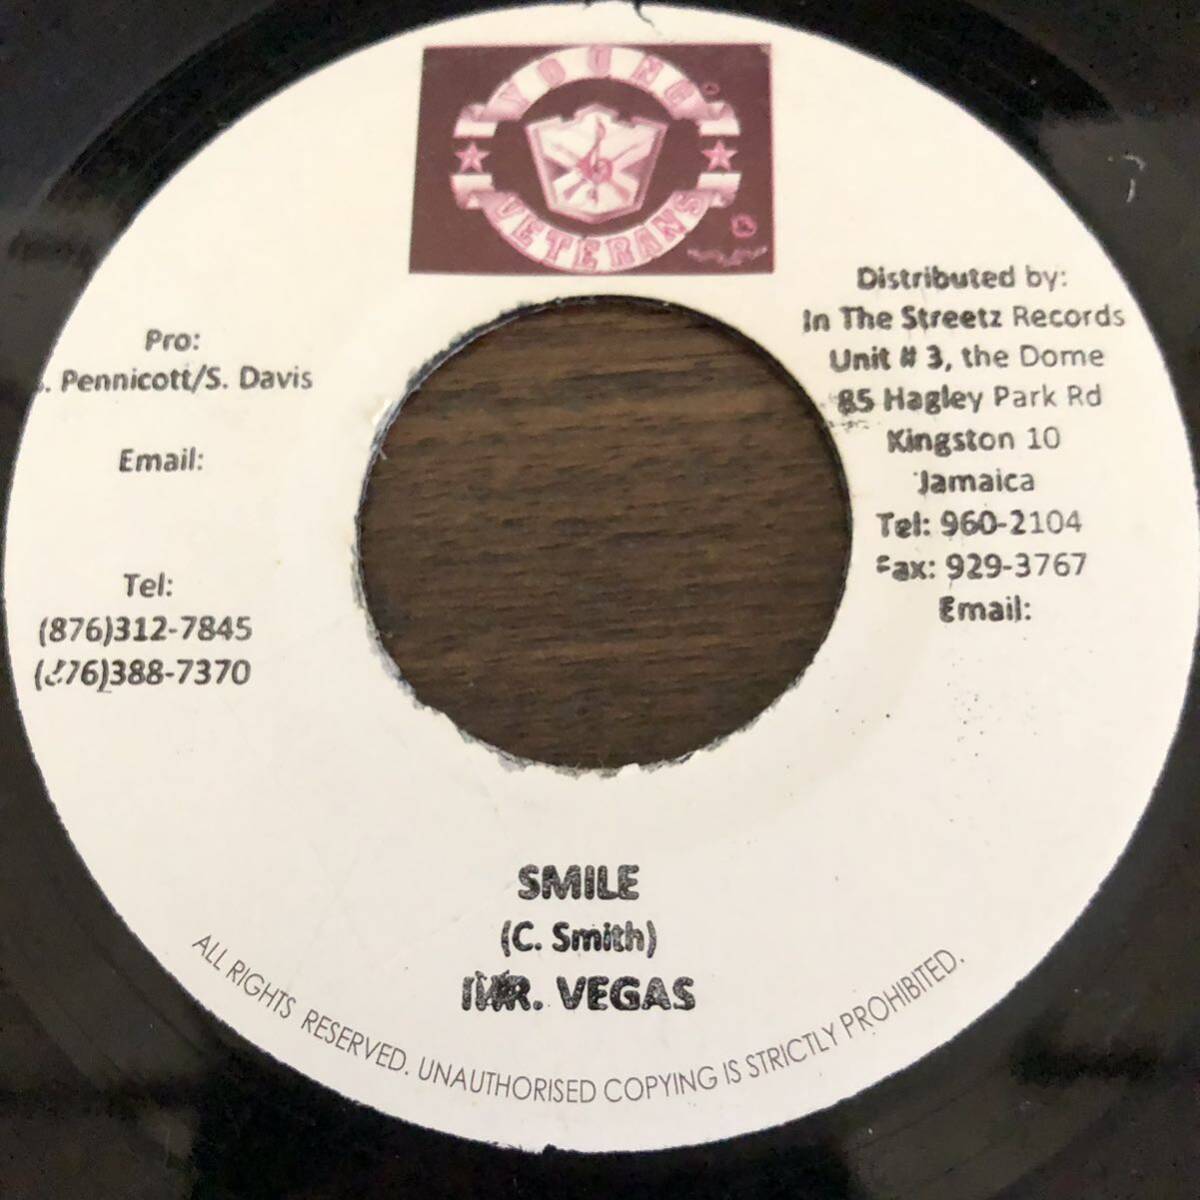 YOUNG
VETERANS
Pro:
. Pennicott/S. Davis
Email:
Tel:
(876)312-7845
(876)388-7370
Distributed by:
In The Streetz Records
Unit # 3, the Dome
85 Hagley Park Rd
Kingston 10
Jamaica
Tel: 960-2104
Fax: 929-3767
Email:
SMILE
(C. Smith)
MR. VEGAS
ALL RIGHTS RESERVED. UNAUTHORISED COPYING IS STRICTLY PROHIBITED.